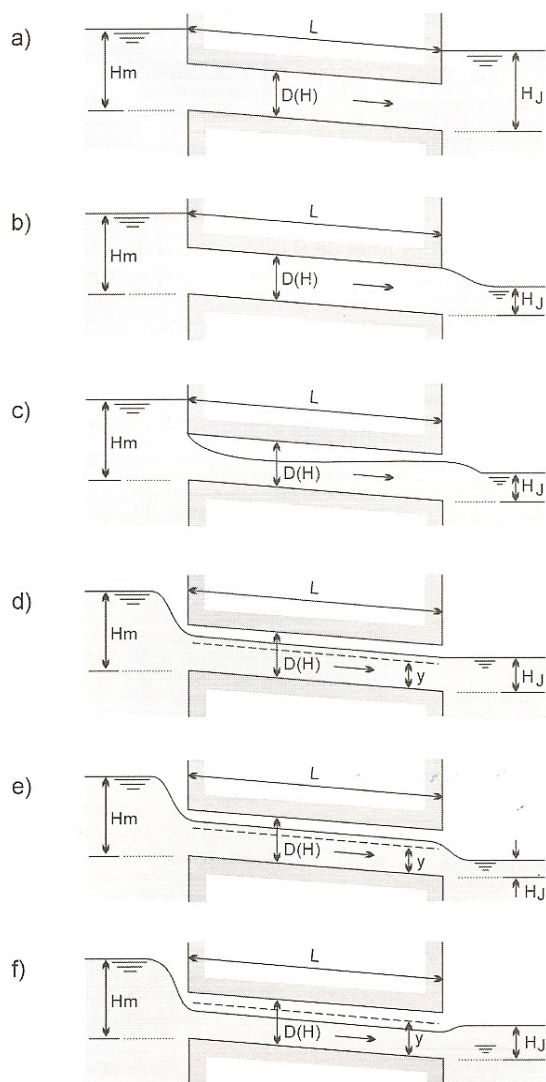 a)
L
Hm
D(H)
H_J
b)
L
Hm
D(H)
H_J
c)
L
Hm
D(H)
H_J
d)
L
Hm
D(H)
y
H_J
e)
L
Hm
D(H)
y
H_J
f)
L
Hm
D(H)
y
H_J